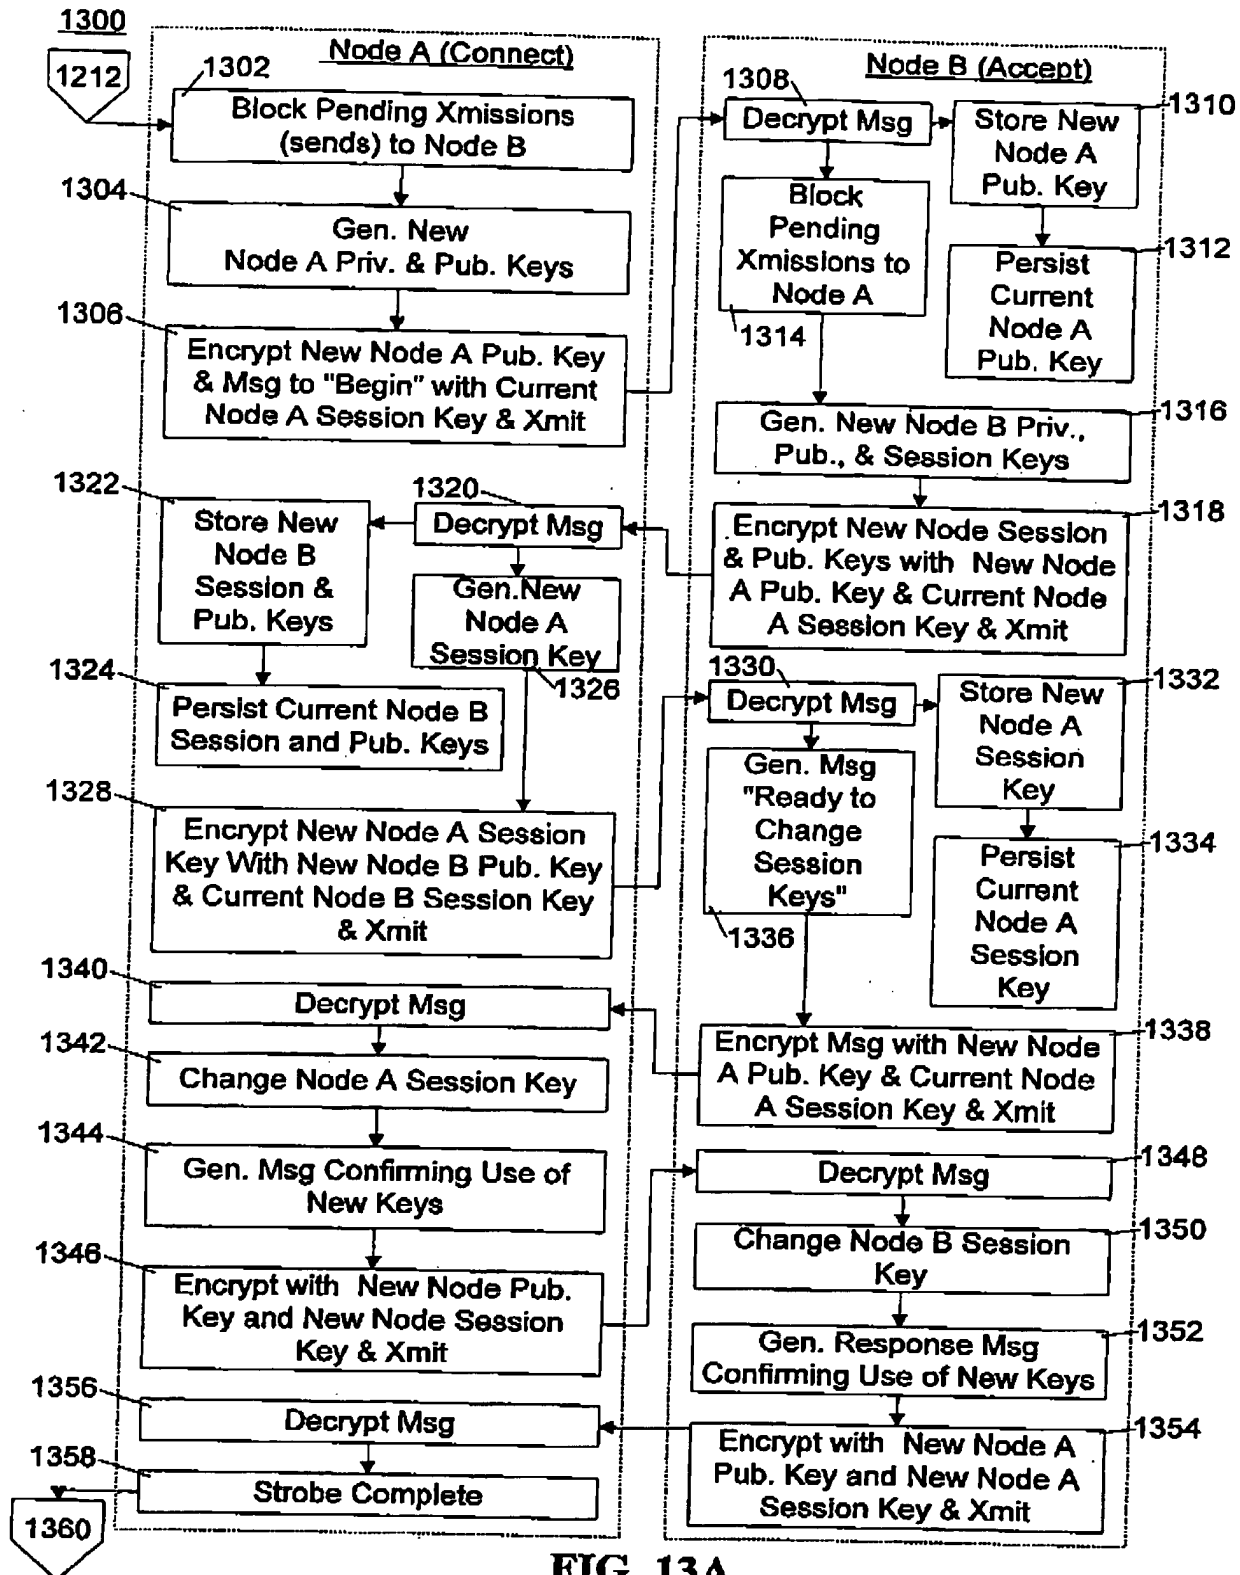 1300
1212
Node A (Connect)
1302
Block Pending Xmissions
(sends) to Node B
1304
Gen. New
Node A Priv. & Pub. Keys
1306
Encrypt New Node A Pub. Key
& Msg to "Begin" with Current
Node A Session Key & Xmit
Node B (Accept)
1308
Decrypt Msg
1310
Store New
Node A
Pub. Key
1312
Persist
Current
Node A
Pub. Key
Block
Pending
Xmissions to
Node A
1314
1316
Gen. New Node B Priv.,
Pub., & Session Keys
1318
Encrypt New Node Session
& Pub. Keys with New Node
A Pub. Key & Current Node
A Session Key & Xmit
1320
Decrypt Msg
1322
Store New
Node B
Session &
Pub. Keys
1324
Persist Current Node B
Session and Pub. Keys
Gen.New
Node A
Session Key
1326
1328
Encrypt New Node A Session
Key With New Node B Pub. Key
& Current Node B Session Key
& Xmit
1330
Decrypt Msg
1332
Store New
Node A
Session
Key
1334
Persist
Current
Node A
Session
Key
Gen. Msg
"Ready to
Change
Session
Keys"
1336
1338
Encrypt Msg with New Node
A Pub. Key & Current Node
A Session Key & Xmit
1340
Decrypt Msg
1342
Change Node A Session Key
1344
Gen. Msg Confirming Use of
New Keys
1346
Encrypt with New Node Pub.
Key and New Node Session
Key & Xmit
1348
Decrypt Msg
1350
Change Node B Session
Key
1352
Gen. Response Msg
Confirming Use of New Keys
1354
Encrypt with New Node A
Pub. Key and New Node A
Session Key & Xmit
1356
Decrypt Msg
1358
Strobe Complete
1360
FIG. 13A